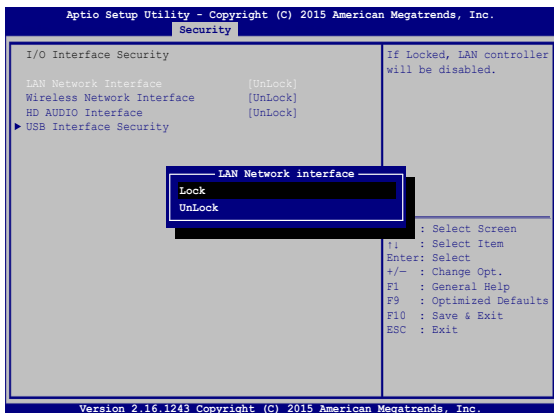 Aptio Setup Utility - Copyright (C) 2015 American Megatrends, Inc.
Security
I/O Interface Security
LAN Network Interface [UnLock]
Wireless Network Interface [UnLock]
HD AUDIO Interface [UnLock]
USB Interface Security
If Locked, LAN controller
will be disabled.
LAN Network interface
Lock
UnLock
: Select Screen
↑↓ : Select Item
Enter: Select
+/— : Change Opt.
F1 : General Help
F9 : Optimized Defaults
F10 : Save & Exit
ESC : Exit
Version 2.16.1243 Copyright (C) 2015 American Megatrends, Inc.